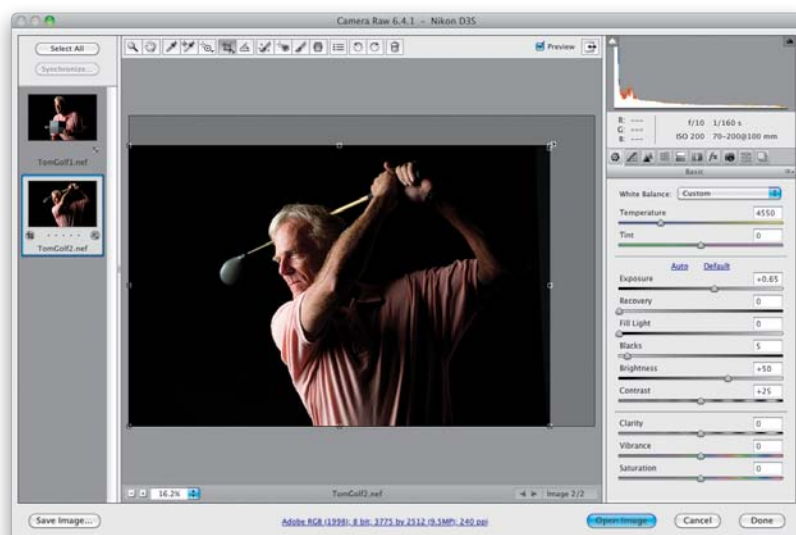 Camera Raw 6.4.1 – Nikon D3S
Select All
Synchronize...
Preview
TomGolf1.nef
TomGolf2.nef
R: ---
G: ---
B: ---
f/10 1/160 s
ISO 200 70-200@100 mm
Basic
White Balance: Custom
Temperature 4550
Tint 0
Auto Default
Exposure +0.65
Recovery 0
Fill Light 0
Blacks 5
Brightness +50
Contrast +25
Clarity 0
Vibrance 0
Saturation 0
16.2%
TomGolf2.nef
Image 2/2
Save Image...
Adobe RGB (1998); 8 bit; 3775 by 2512 (9.5MP); 240 ppi
Open Image
Cancel
Done